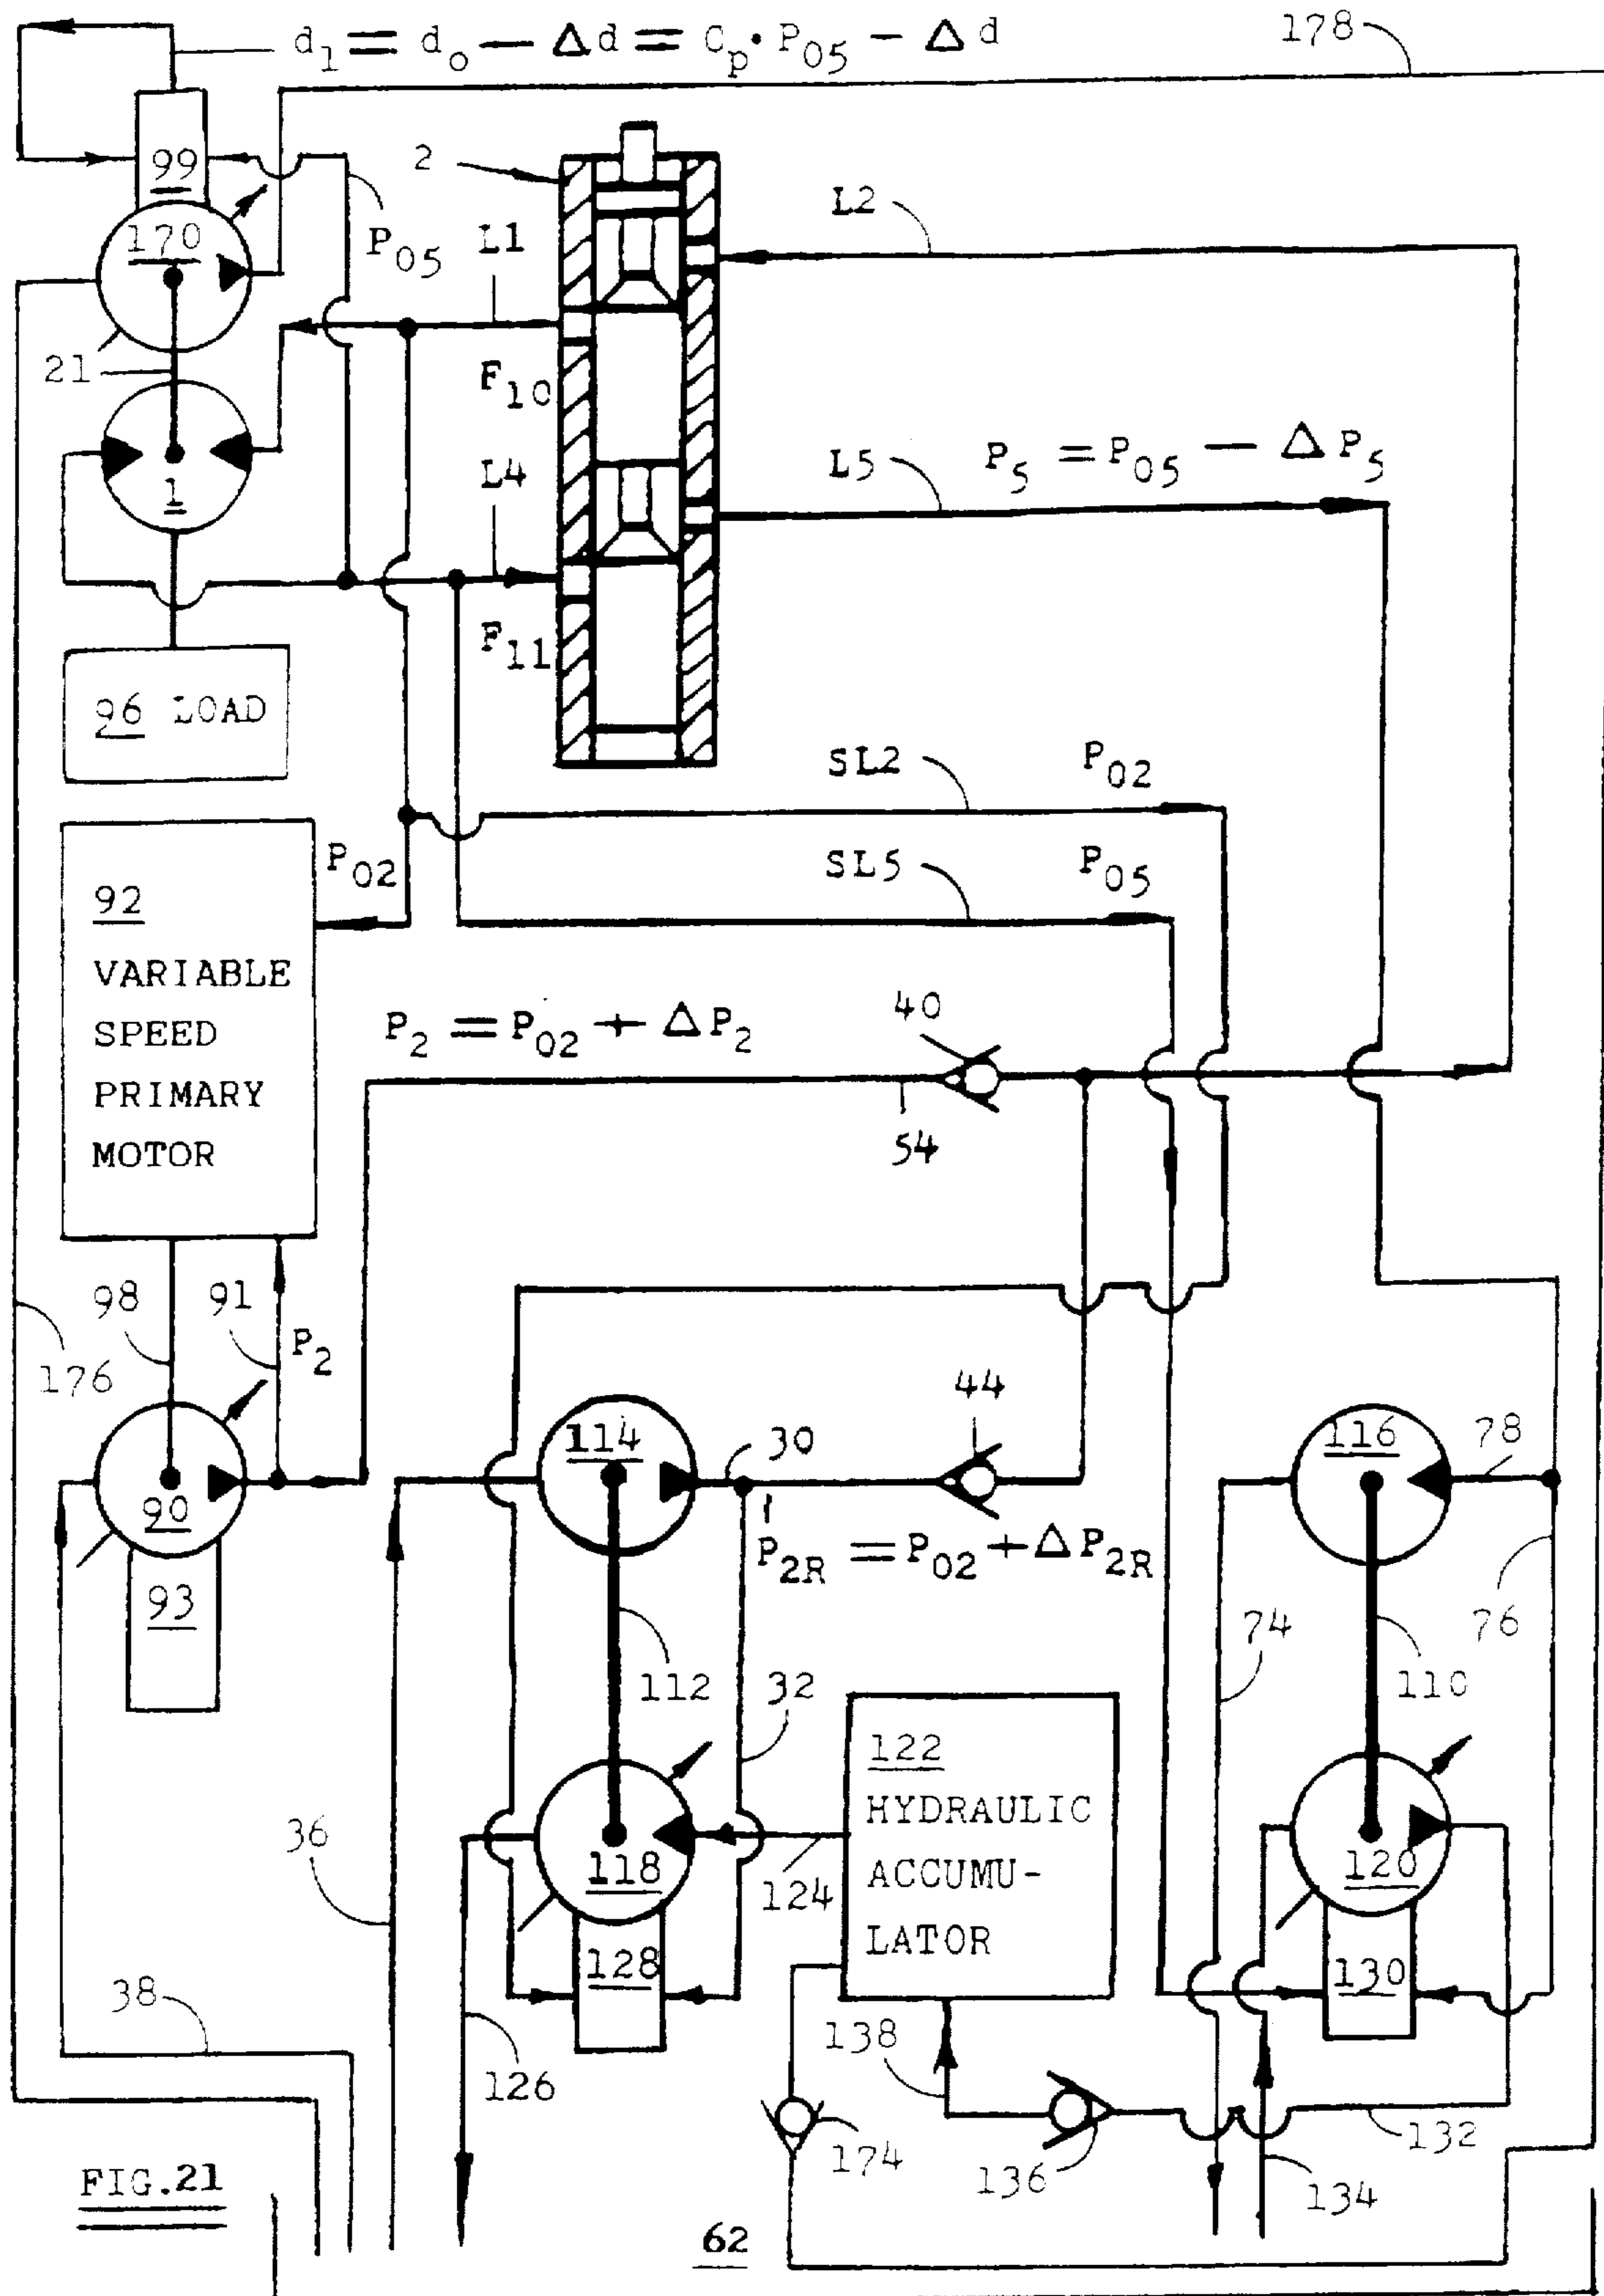 d₁ = d₀ − Δd = Cₚ · P₀₅ − Δd
178
99
2
170
P₀₅
L1
L2
21
F₁₀
1
L4
L5
P₅ = P₀₅ − ΔP₅
F₁₁
96 LOAD
SL2
P₀₂
P₀₂
SL5
P₀₅
92
VARIABLE
SPEED
PRIMARY
MOTOR
P₂ = P₀₂ + ΔP₂
40
54
98
91
P₂
176
114
30
44
116
78
90
P₂R = P₀₂ + ΔP₂R
93
112
32
74
110
76
122
HYDRAULIC
ACCUMU-
LATOR
36
118
124
120
128
130
38
126
138
174
136
132
134
FIG.21
62